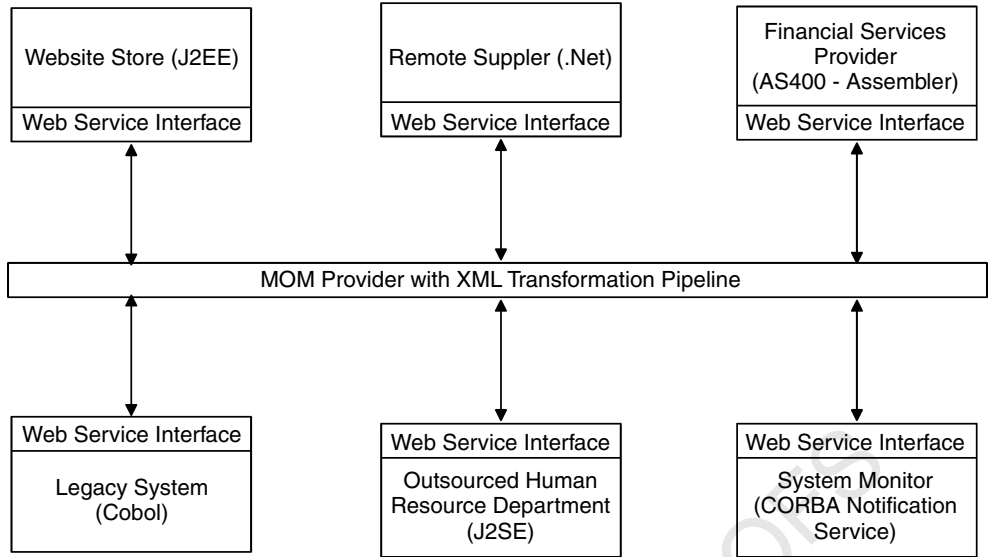 Website Store (J2EE)
Web Service Interface
Remote Suppler (.Net)
Web Service Interface
Financial Services
Provider
(AS400 - Assembler)
Web Service Interface
MOM Provider with XML Transformation Pipeline
Web Service Interface
Legacy System
(Cobol)
Web Service Interface
Outsourced Human
Resource Department
(J2SE)
Web Service Interface
System Monitor
(CORBA Notification
Service)